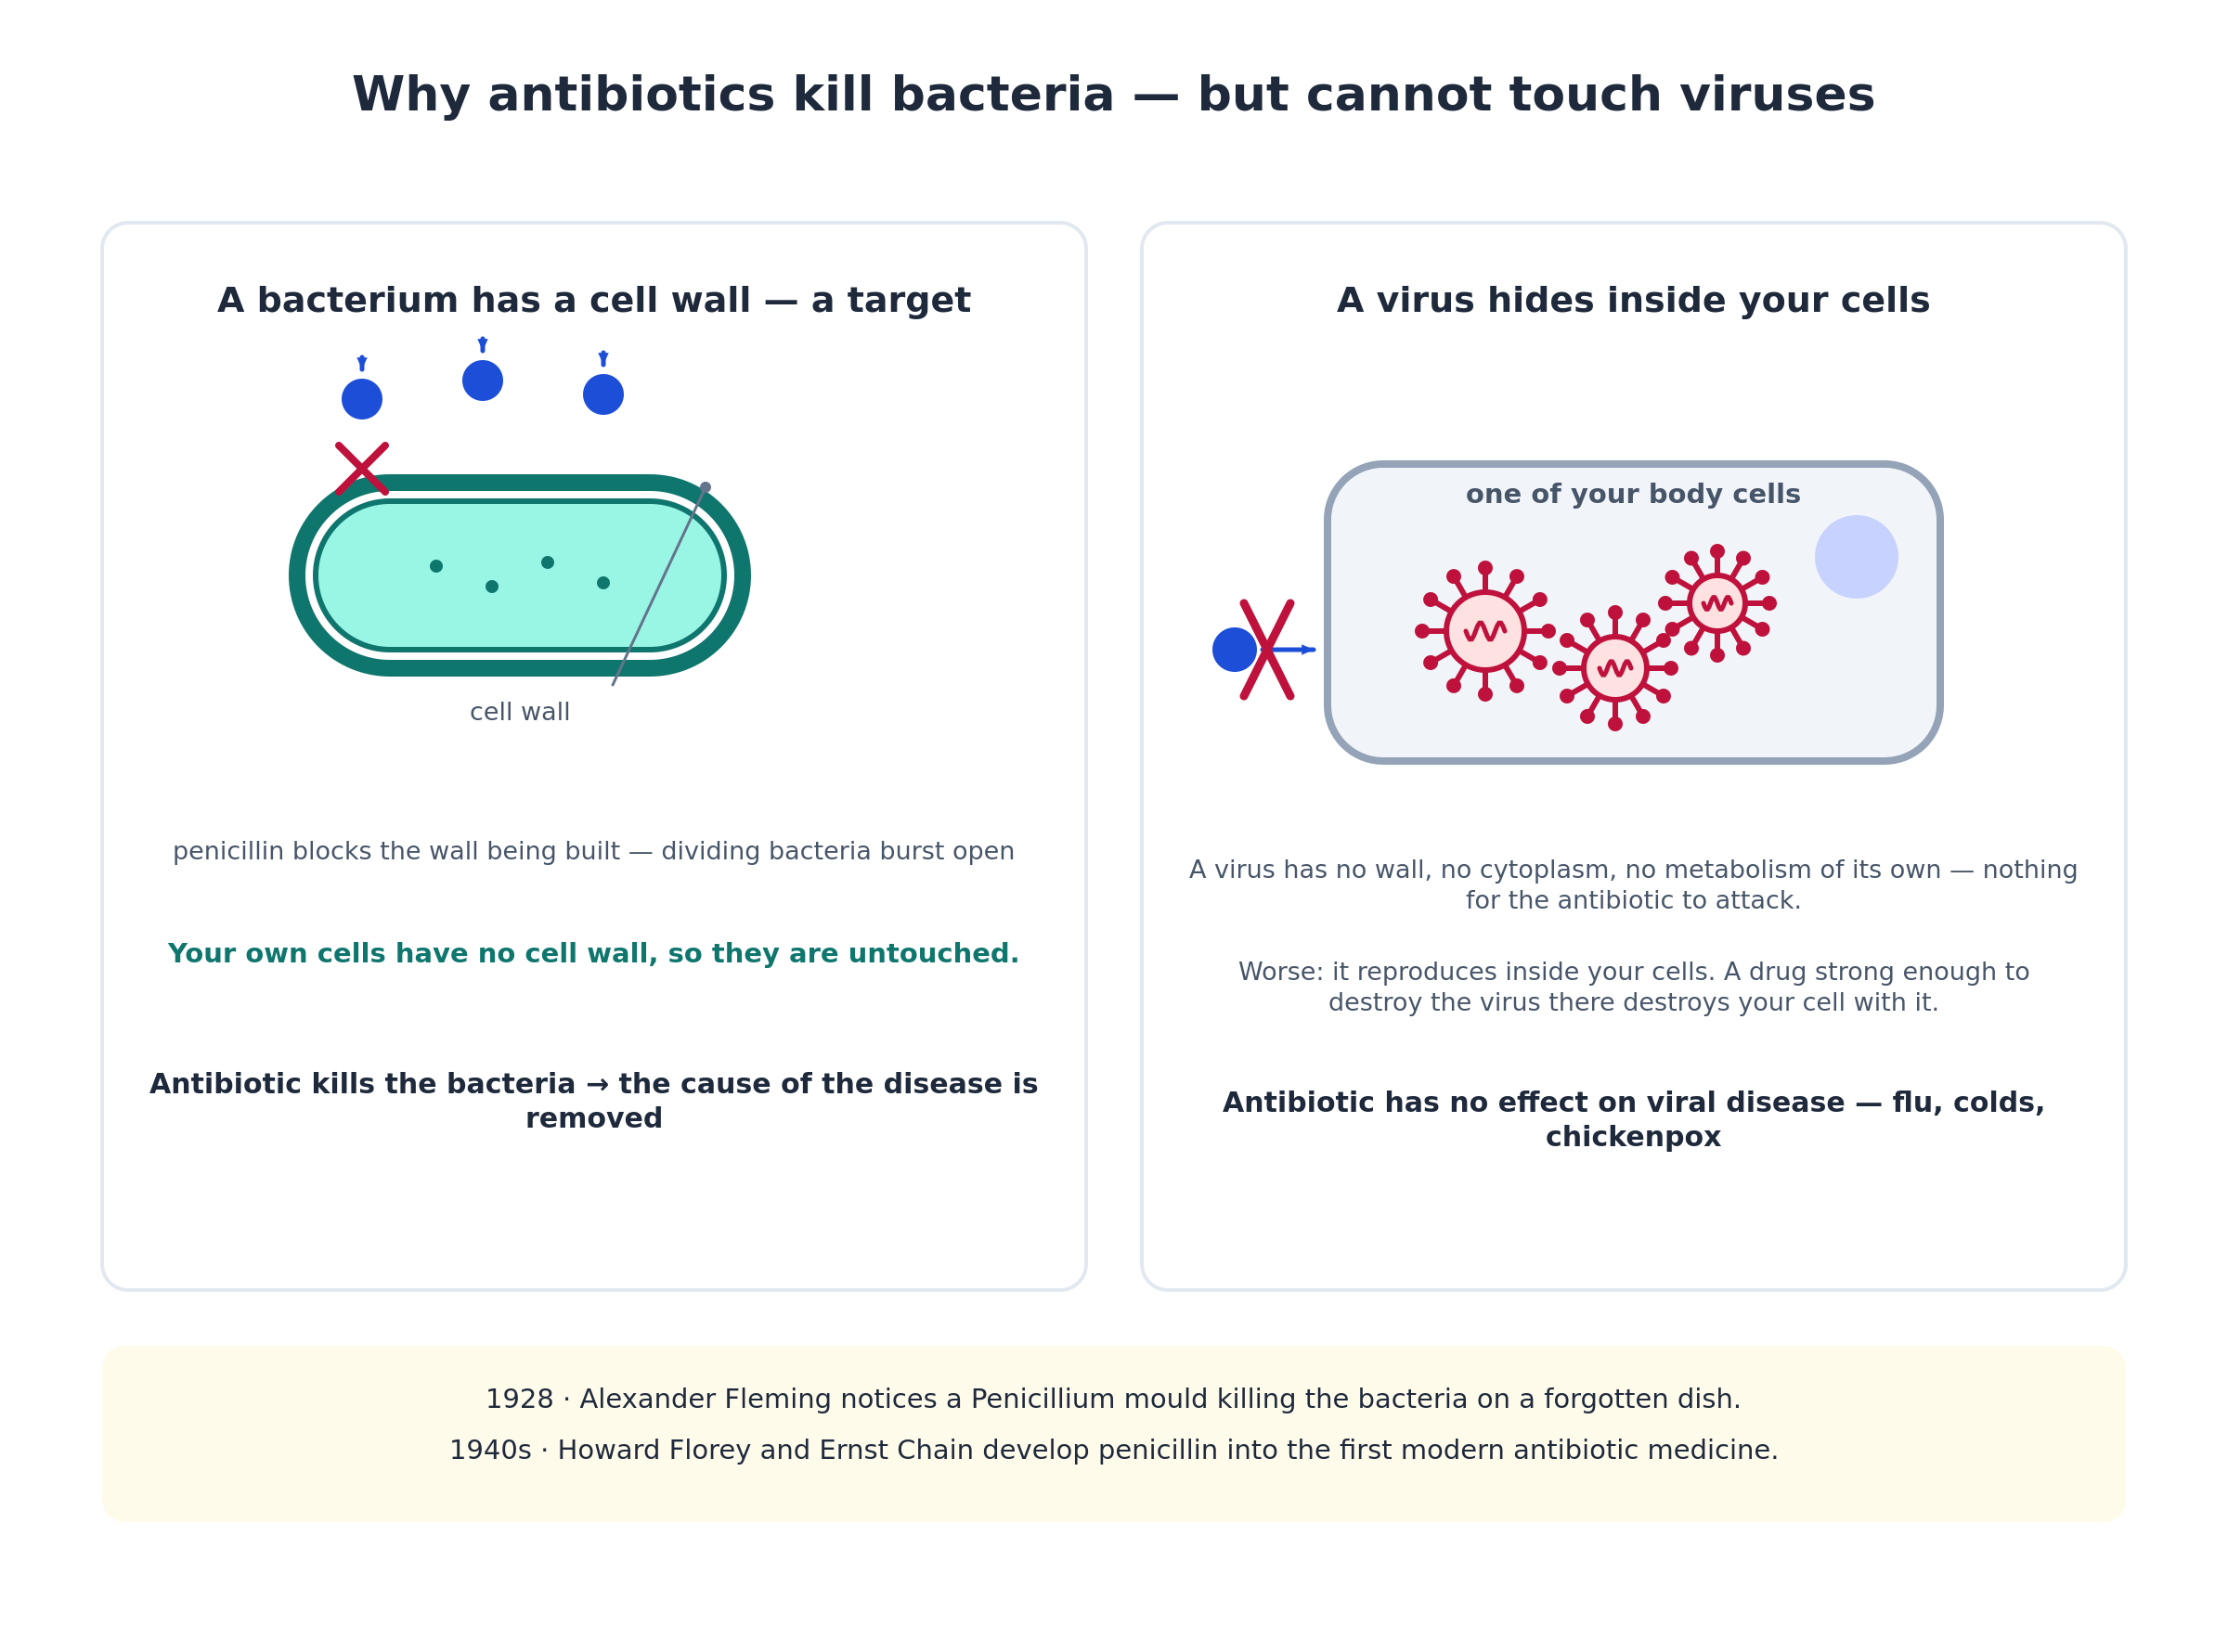 Why antibiotics kill bacteria — but cannot touch viruses
A bacterium has a cell wall — a target
cell wall
penicillin blocks the wall being built — dividing bacteria burst open
Your own cells have no cell wall, so they are untouched.
Antibiotic kills the bacteria → the cause of the disease is
removed
A virus hides inside your cells
one of your body cells
A virus has no wall, no cytoplasm, no metabolism of its own — nothing
for the antibiotic to attack.
Worse: it reproduces inside your cells. A drug strong enough to
destroy the virus there destroys your cell with it.
Antibiotic has no effect on viral disease — flu, colds,
chickenpox
1928 · Alexander Fleming notices a Penicillium mould killing the bacteria on a forgotten dish.
1940s · Howard Florey and Ernst Chain develop penicillin into the first modern antibiotic medicine.